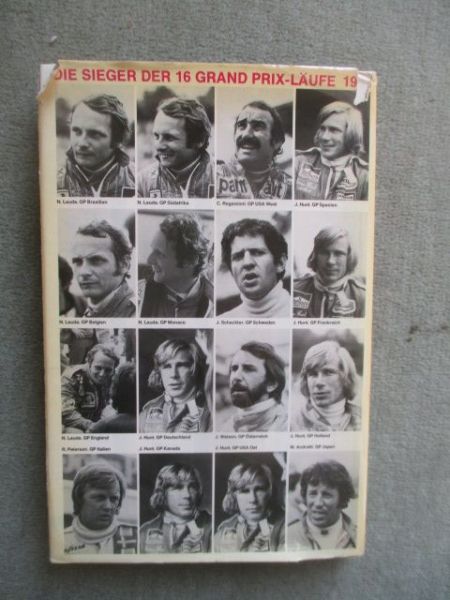 DIE SIEGER DER 16 GRAND PRIX-LÄUFE 19
N. Lauda. GP Brasilien
N. Lauda. GP Südafrika
C. Regazzoni. GP USA West
J. Hunt. GP Spanien
N. Lauda. GP Belgien
N. Lauda. GP Monaco
J. Scheckter. GP Schweden
J. Hunt. GP Frankreich
N. Lauda. GP England
J. Hunt. GP Deutschland
J. Watson. GP Österreich
J. Hunt. GP Holland
R. Peterson. GP Italien
J. Hunt. GP Kanada
J. Hunt. GP USA Ost
M. Andretti. GP Japan